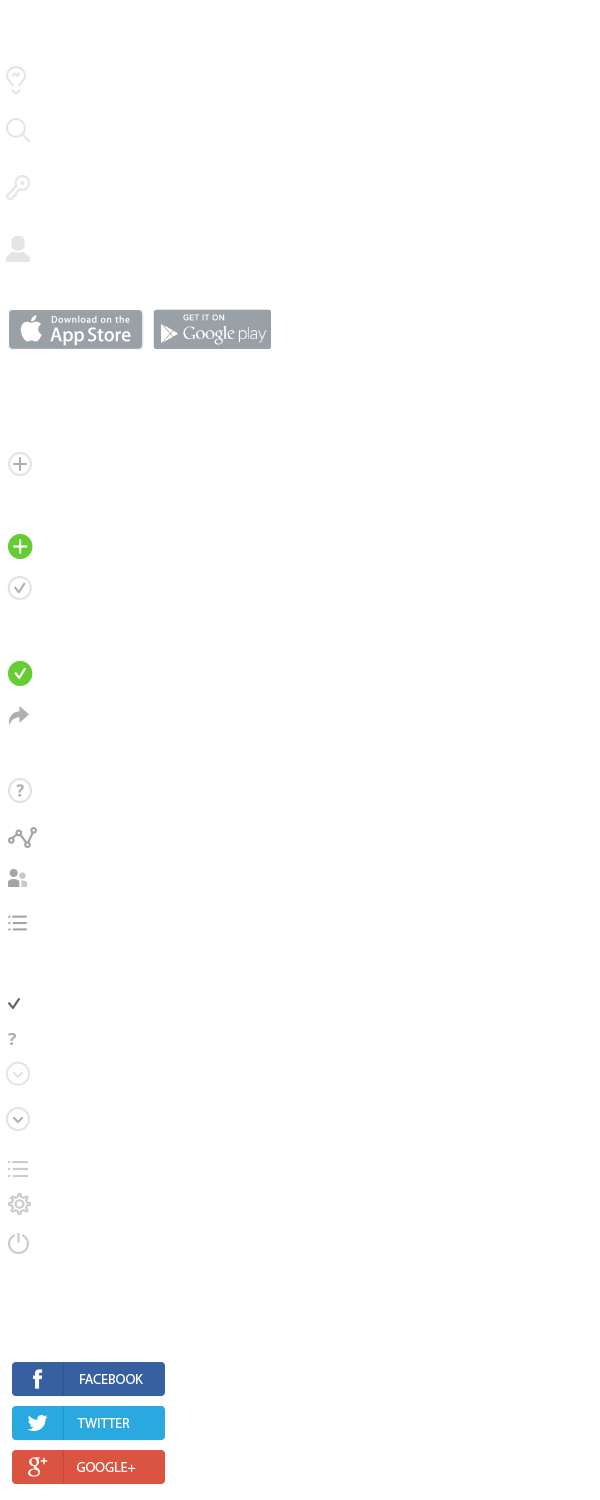 Download on the
App Store
GET IT ON
Google play
?
?
FACEBOOK
TWITTER
GOOGLE+